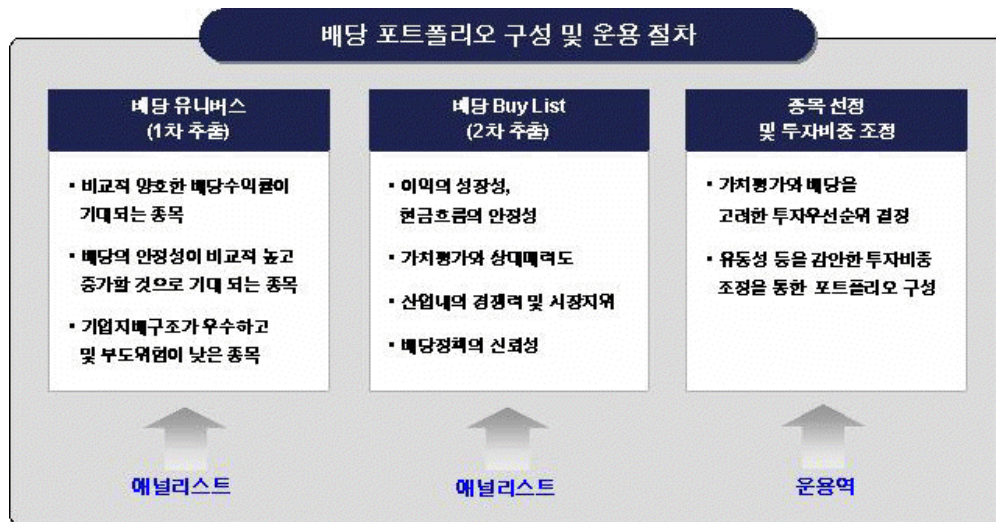 배당 포트폴리오 구성 및 운용 절차
배당 유니버스
(1차 추출)
▪ 비교적 양호한 배당수익률이
기대되는 종목
▪ 배당의 안정성이 비교적 높고
증가할 것으로 기대 되는 종목
▪ 기업지배구조가 우수하고
및 부도위험이 낮은 종목
애널리스트
배당 Buy List
(2차 추출)
▪ 이익의 성장성,
현금흐름의 안정성
▪ 가치평가와 상대매력도
▪ 산업내의 경쟁력 및 시장지위
▪ 배당정책의 신뢰성
애널리스트
종목 선정
및 투자비중 조정
▪ 가치평가와 배당을
고려한 투자우선순위 결정
▪ 유동성 등을 감안한 투자비중
조정을 통한 포트폴리오 구성
운용역